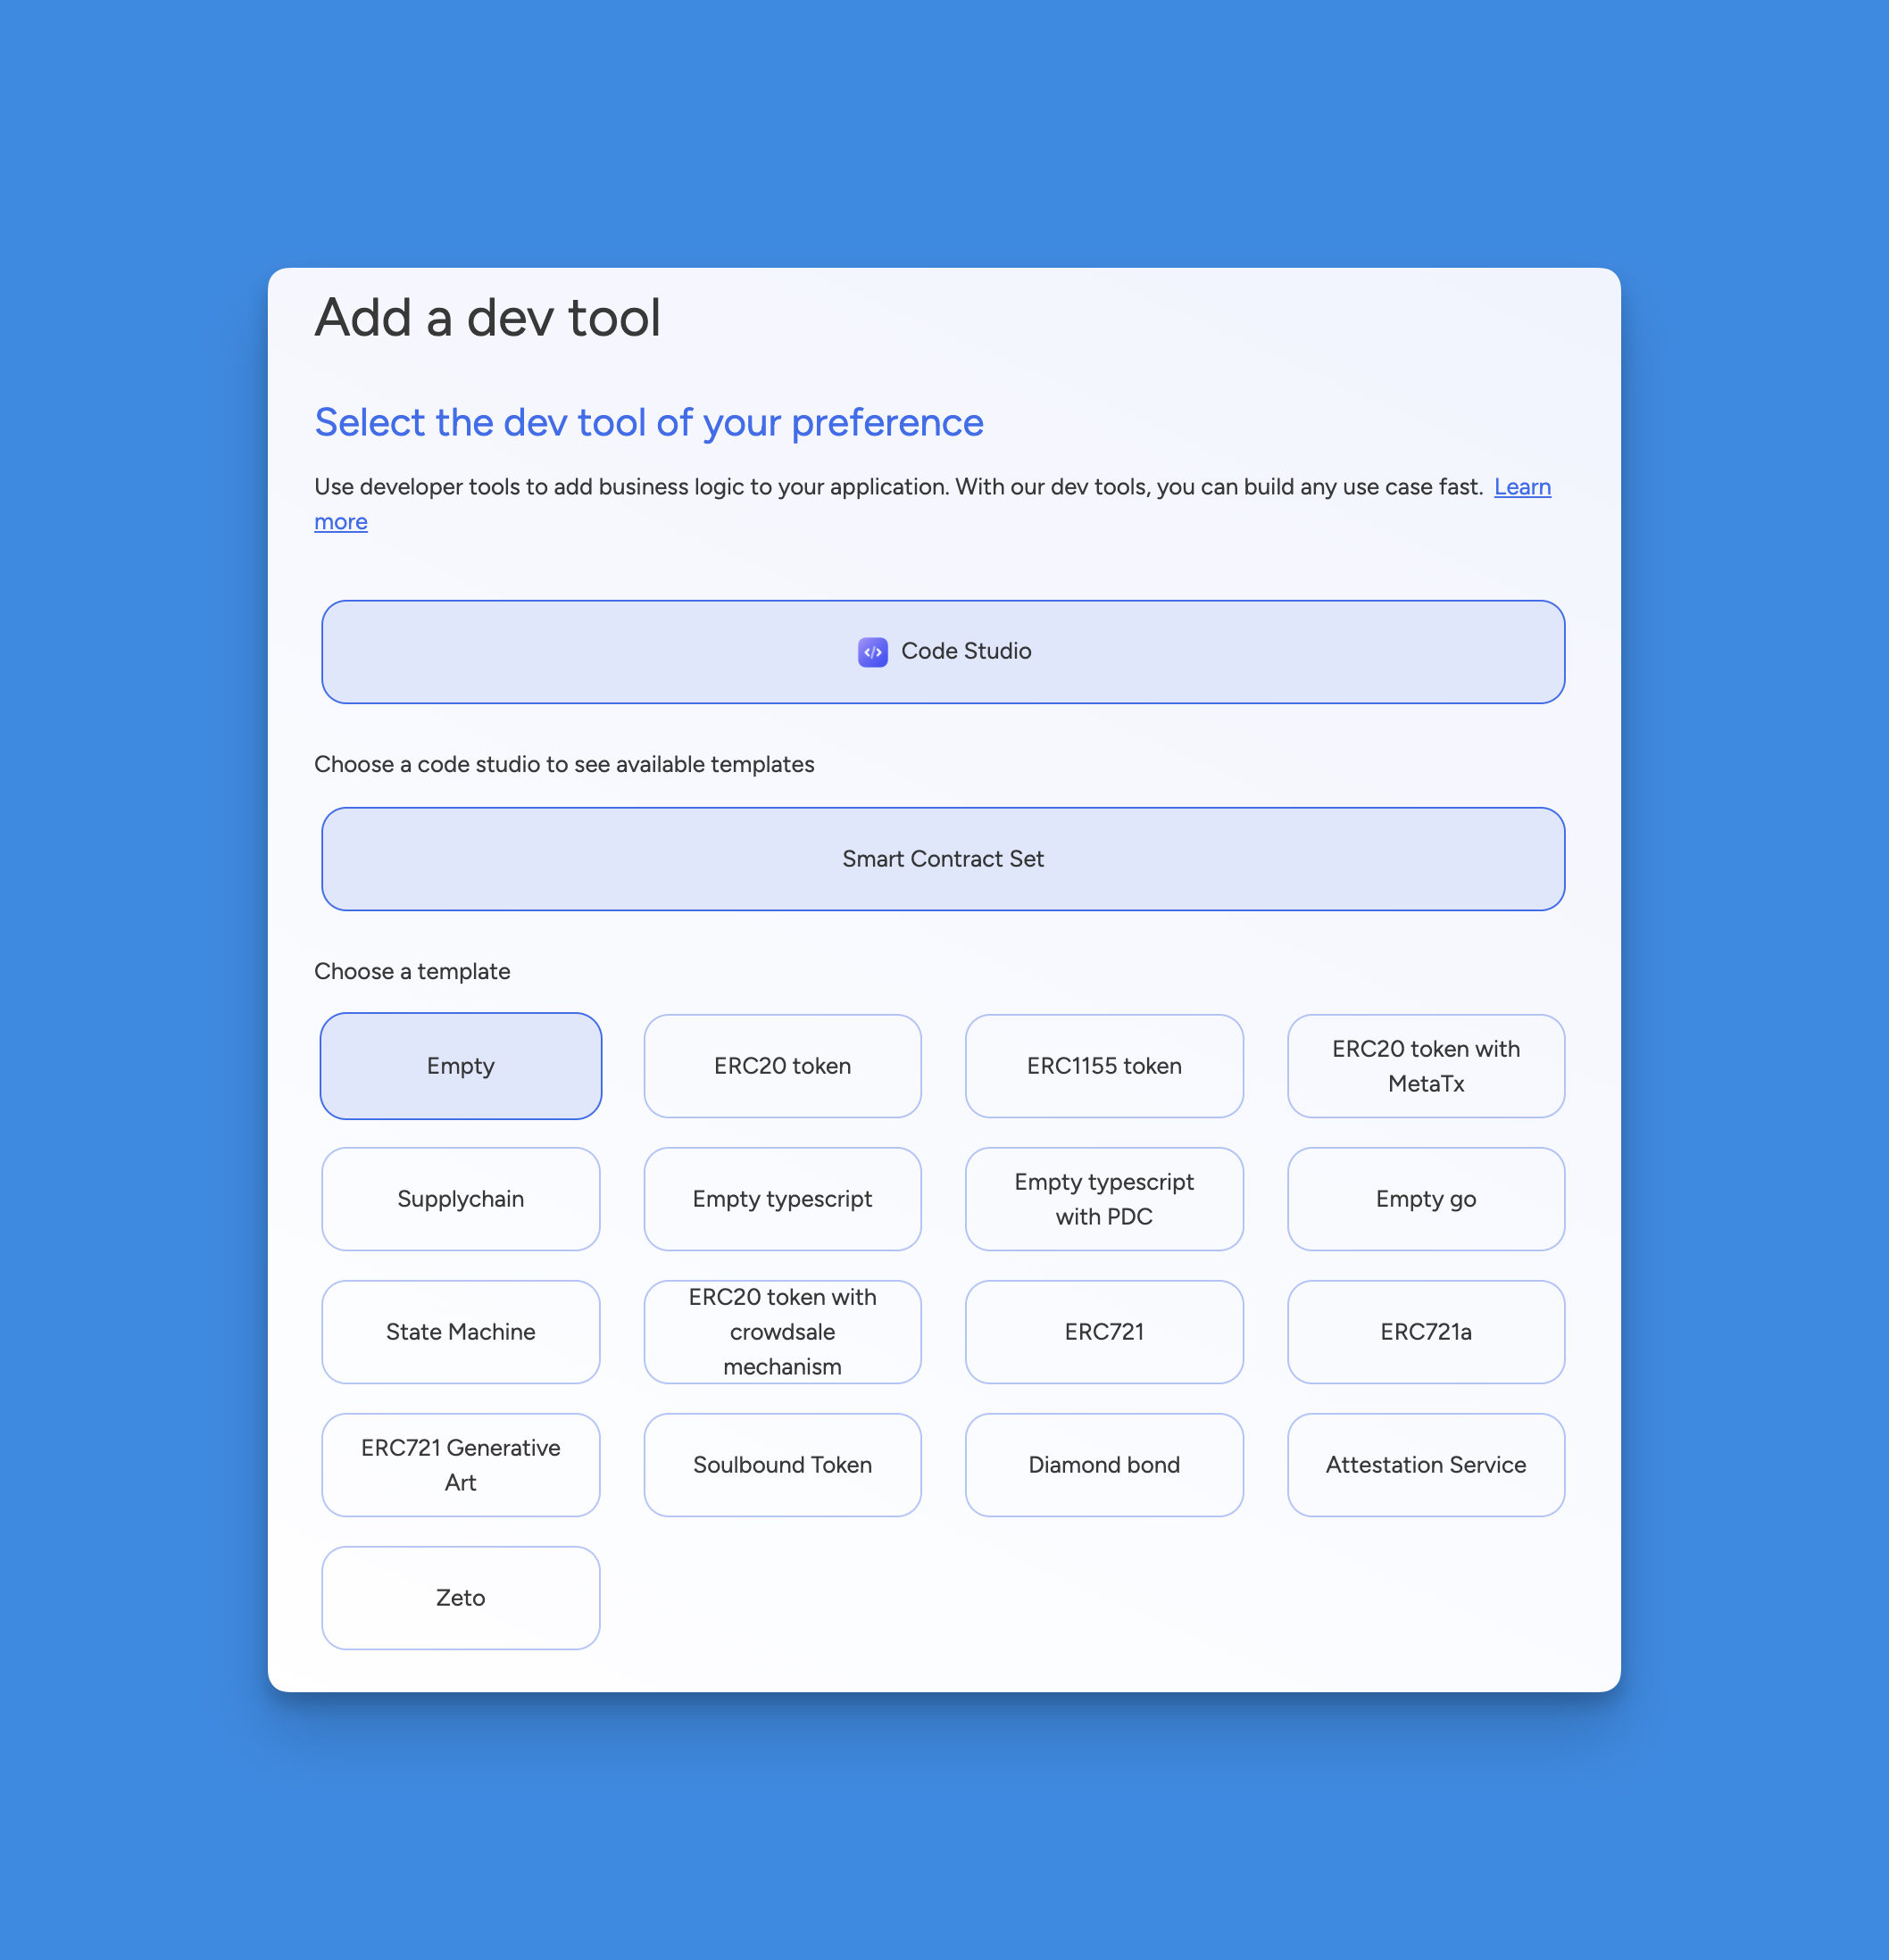 Add a dev tool
Select the dev tool of your preference
Use developer tools to add business logic to your application. With our dev tools, you can build any use case fast. Learn
more
Code Studio
Choose a code studio to see available templates
Smart Contract Set
Choose a template
Empty
ERC20 token
ERC1155 token
ERC20 token with
MetaTx
Supplychain
Empty typescript
Empty typescript
with PDC
Empty go
State Machine
ERC20 token with
crowdsale
mechanism
ERC721
ERC721a
ERC721 Generative
Art
Soulbound Token
Diamond bond
Attestation Service
Zeto